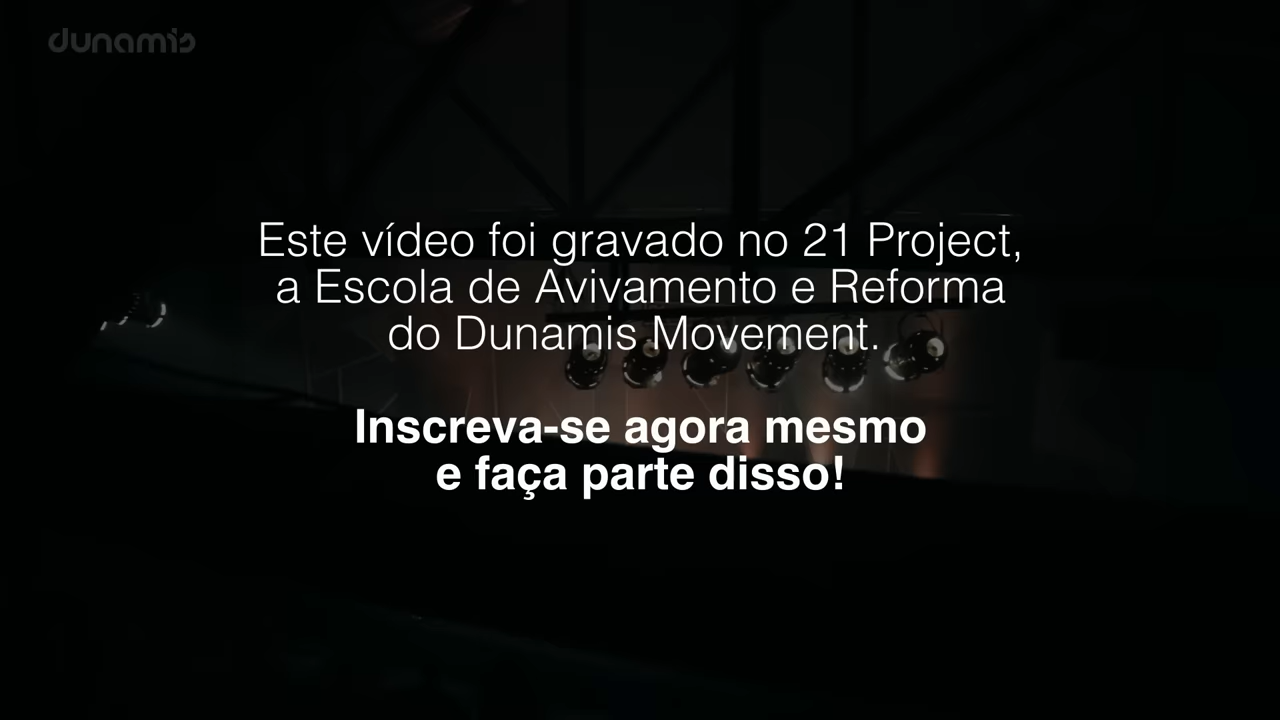 dunamis
Este vídeo foi gravado no 21 Project,
a Escola de Avivamento e Reforma
do Dunamis Movement.
Inscreva-se agora mesmo
e faça parte disso!